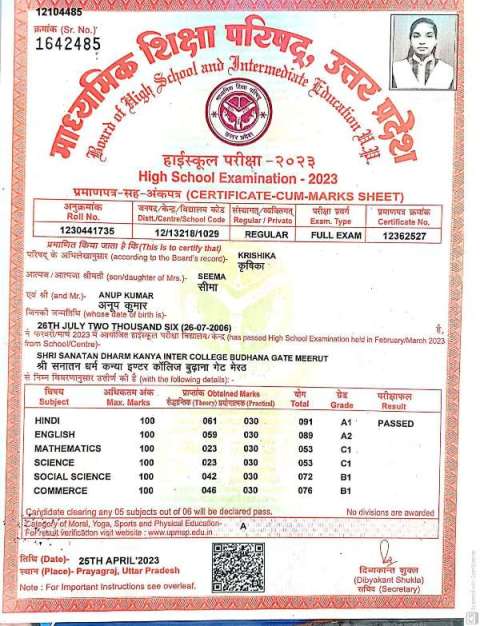 12104485
क्रमांक (Sr. No.)
1642485
माध्यमिक शिक्षा परिषद्, उत्तर प्रदेश
Board of High School and Intermediate Education U.P.
हाईस्कूल परीक्षा -२०२३
High School Examination - 2023
प्रमाणपत्र-सह-अंकपत्र (CERTIFICATE-CUM-MARKS SHEET)
अनुक्रमांक जनपद/केन्द्र/विद्यालय कोड संस्थागत/व्यक्तिगत परीक्षा प्रवर्ग प्रमाणपत्र क्रमांक
Roll No. Distt./Centre/School Code Regular / Private Exam. Type Certificate No.
1230441735 12/13218/1029 REGULAR FULL EXAM 12362527
प्रमाणित किया जाता है कि (This is to certify that)
परिषद के अभिलेखानुसार (according to the Board's record)- KRISHIKA
कृषिका
आत्मज / आत्मजा श्रीमती (son/daughter of Mrs.)- SEEMA
सीमा
एवं श्री (and Mr.)- ANUP KUMAR
अनूप कुमार
जिनकी जन्मतिथि (whose date of birth is)-
26TH JULY TWO THOUSAND SIX (26-07-2006) है,
ने फरवरी/मार्च 2023 में आयोजित हाईस्कूल परीक्षा विद्यालय/केन्द्र (has passed High School Examination held in February/March 2023
from School/Centre)-
SHRI SANATAN DHARM KANYA INTER COLLEGE BUDHANA GATE MEERUT
श्री सनातन धर्म कन्या इण्टर कॉलिज बुढ़ाना गेट मेरठ
से निम्न विवरणानुसार उत्तीर्ण की है (with the following details): -
विषय अधिकतम अंक प्राप्तांक Obtained Marks योग ग्रेड परीक्षाफल
Subject Max. Marks सैद्धान्तिक (Theory) प्रयोगात्मक (Practical) Total Grade Result
HINDI 100 061 030 091 A1 PASSED
ENGLISH 100 059 030 089 A2
MATHEMATICS 100 023 030 053 C1
SCIENCE 100 023 030 053 C1
SOCIAL SCIENCE 100 042 030 072 B1
COMMERCE 100 046 030 076 B1
Candidate clearing any 05 subjects out of 06 will be declared pass. No divisions are awarded
Category of Moral, Yoga, Sports and Physical Education- A
For result verification visit website : www.upmsp.edu.in
तिथि (Date)- 25TH APRIL'2023
स्थान (Place)- Prayagraj, Uttar Pradesh
Note : For Important Instructions see overleaf.
दिव्यकान्त शुक्ल
(Dibyakant Shukla)
सचिव (Secretary)